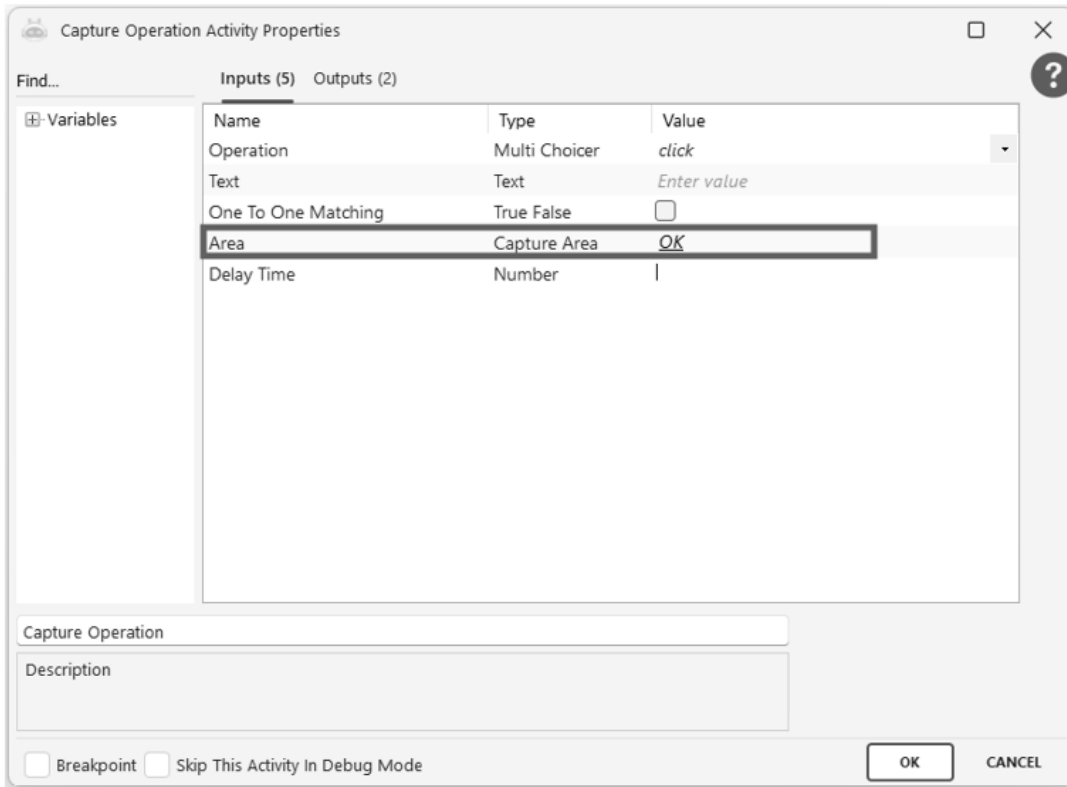 Capture Operation Activity Properties
?
Find...
Inputs (5) Outputs (2)
Variables
Name Type Value
Operation Multi Choicer click
Text Text Enter value
One To One Matching True False
Area Capture Area OK
Delay Time Number
Capture Operation
Description
Breakpoint Skip This Activity In Debug Mode OK CANCEL